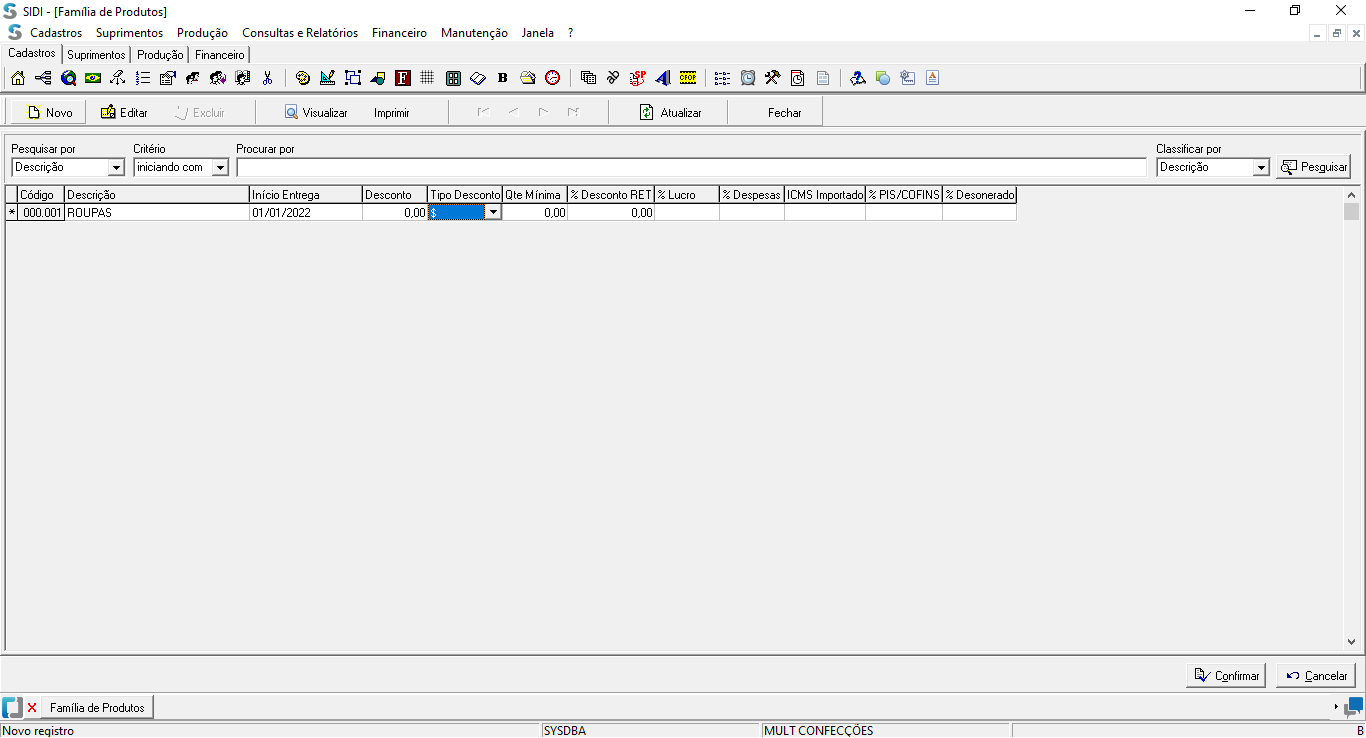 SIDI - [Família de Produtos]
Cadastros Suprimentos Produção Consultas e Relatórios Financeiro Manutenção Janela ?
Cadastros Suprimentos Produção Financeiro
F B SP CFOP
Novo Editar Excluir Visualizar Imprimir Atualizar Fechar
Pesquisar por Critério Procurar por Classificar por
Descrição iniciando com Descrição Pesquisar
Código Descrição Início Entrega Desconto Tipo Desconto Qte Mínima % Desconto RET % Lucro % Despesas ICMS Importado % PIS/COFINS % Desonerado
* 000.001 ROUPAS 01/01/2022 0,00 $ 0,00 0,00
Confirmar Cancelar
Família de Produtos
Novo registro SYSDBA MULT CONFECÇÕES B